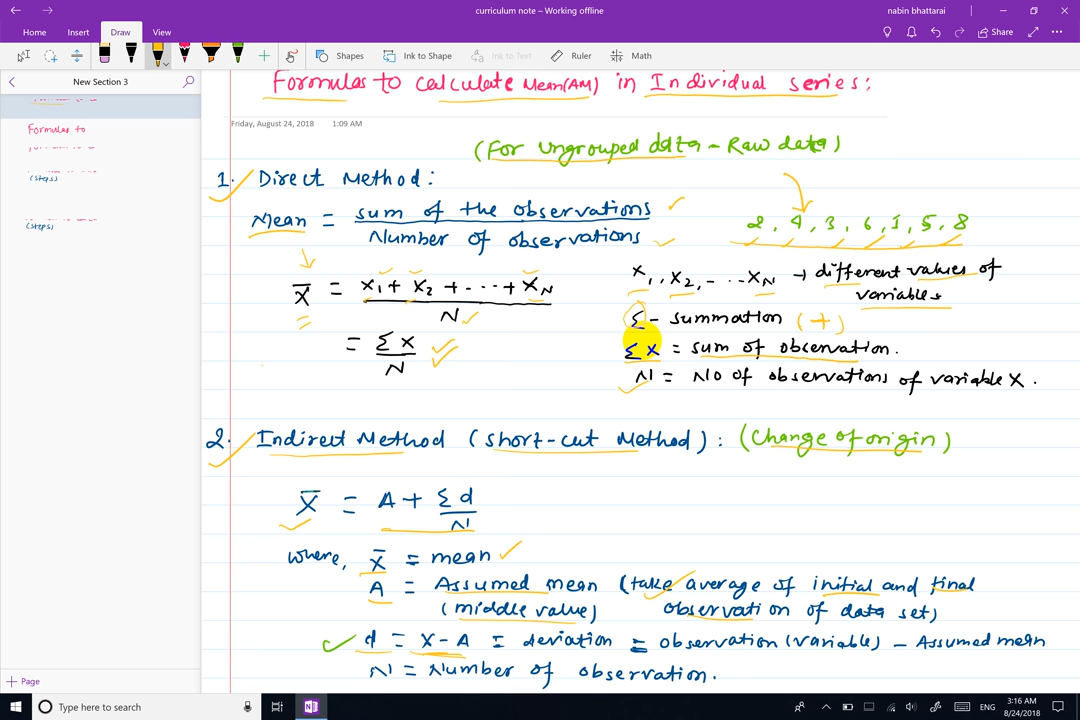 curriculum note – Working offline
nabin bhattarai
Home Insert Draw View
Share
Shapes Ink to Shape Ink to Text Ruler Math
New Section 3
Formulas to
(steps)
(steps)
+ Page
Formulas to calculate Mean(AM) in Individual series:
Friday, August 24, 2018 1:09 AM
(For Ungrouped data – Raw data)
1. Direct Method:
Mean = sum of the observations / Number of observations
2, 4, 3, 6, 1, 5, 8
X̄ = X1 + X2 + ... + XN / N
= Σ X / N
X1, X2, - ... XN → different values of variables
Σ – summation (+)
Σ X = sum of observation.
N = No of observations of variable X.
2. Indirect Method (short-cut Method): (Change of origin)
X̄ = A + Σ d / N
where, X̄ = mean
A = Assumed mean (take average of initial and final
(middle value) observation of data set)
d = X – A = deviation = observation (variable) – Assumed mean
N = Number of observation.
Type here to search
ENG
3:16 AM
8/24/2018